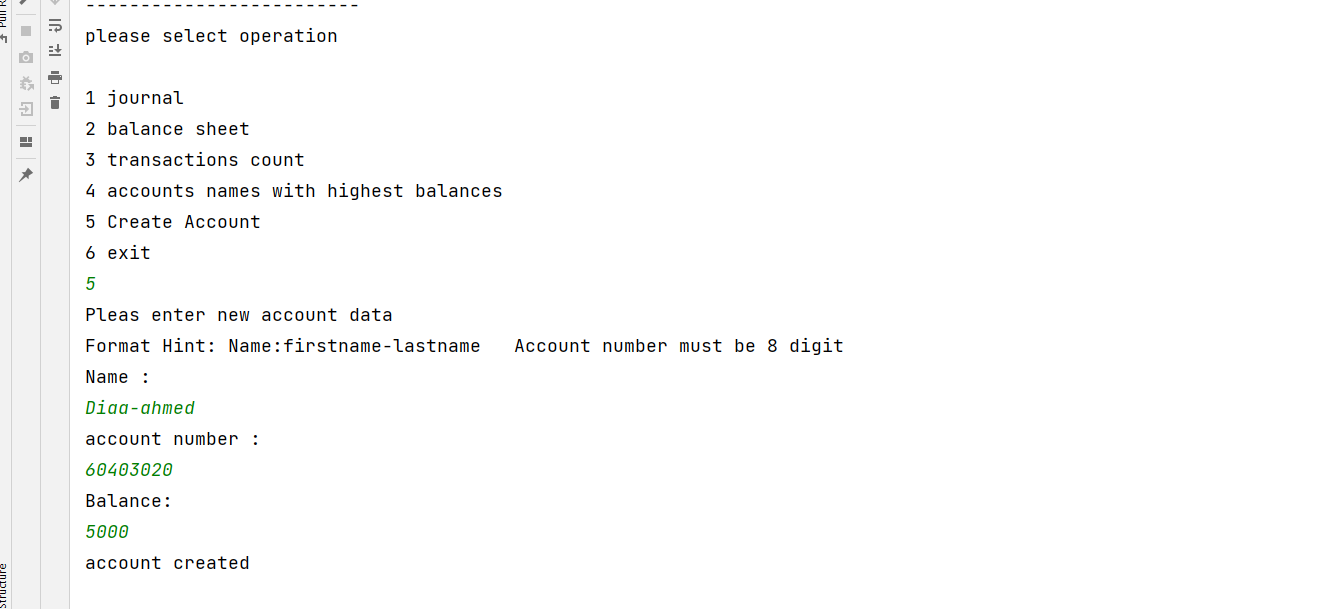 -------------------------
please select operation
1 journal
2 balance sheet
3 transactions count
4 accounts names with highest balances
5 Create Account
6 exit
5
Pleas enter new account data
Format Hint: Name:firstname-lastname   Account number must be 8 digit
Name :
Diaa-ahmed
account number :
60403020
Balance:
5000
account created
Structure